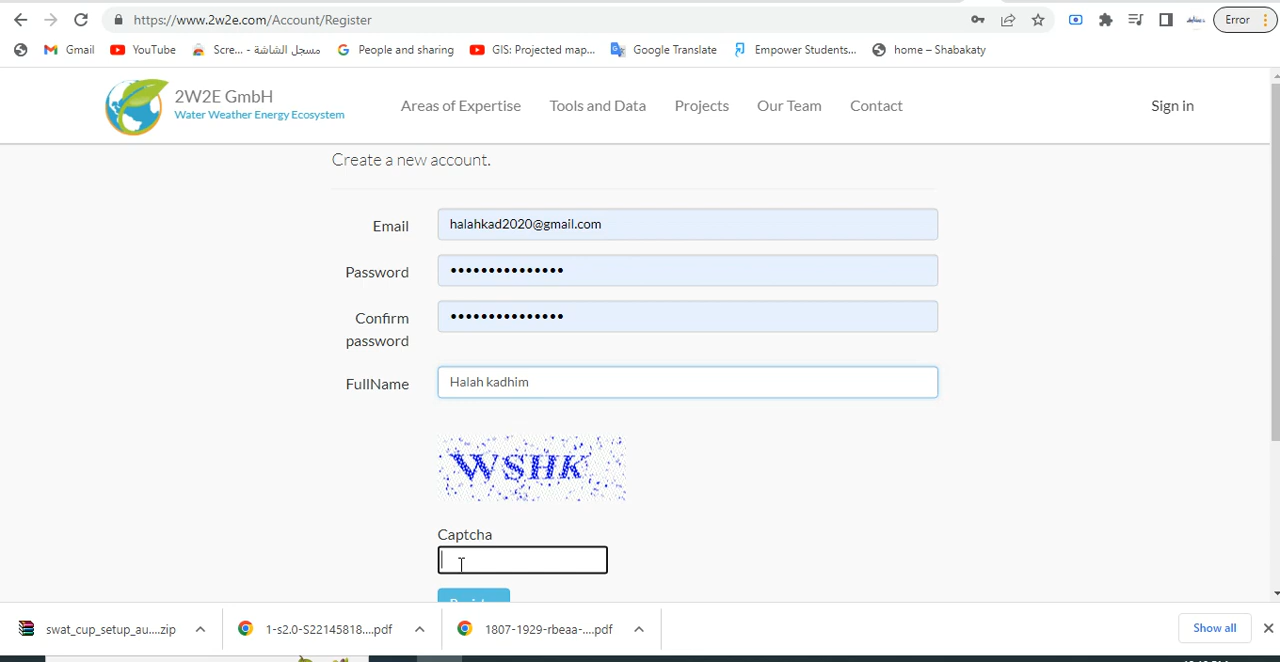 https://www.2w2e.com/Account/Register
Error
Gmail
YouTube
Scre... - مسجل الشاشة
People and sharing
GIS: Projected map...
Google Translate
Empower Students...
home – Shabakaty
2W2E GmbH
Water Weather Energy Ecosystem
Areas of Expertise
Tools and Data
Projects
Our Team
Contact
Sign in
Create a new account.
Email
halahkad2020@gmail.com
Password
•••••••••••••••
Confirm password
•••••••••••••••
FullName
Halah kadhim
WSHK
Captcha
swat_cup_setup_au....zip
1-s2.0-S22145818....pdf
1807-1929-rbeaa-....pdf
Show all